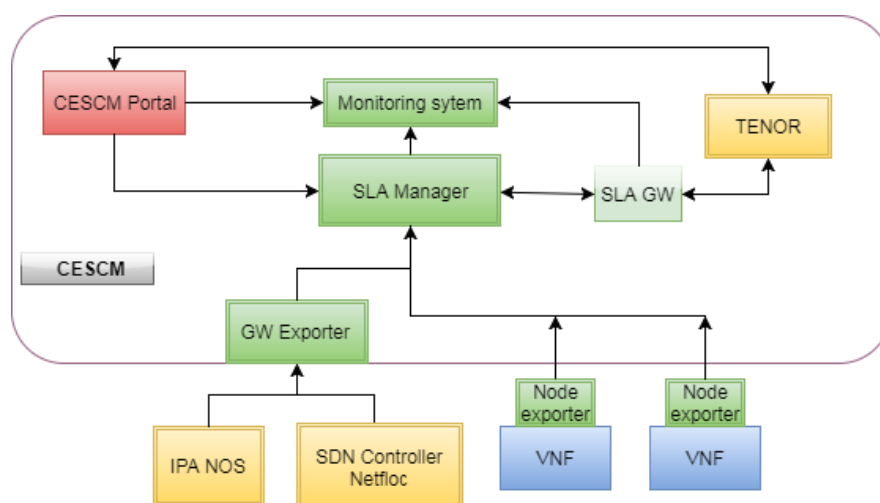 CESCM Portal
Monitoring sytem
TENOR
SLA Manager
SLA GW
CESCM
GW Exporter
Node
exporter
Node
exporter
IPA NOS
SDN Controller
Netfloc
VNF
VNF